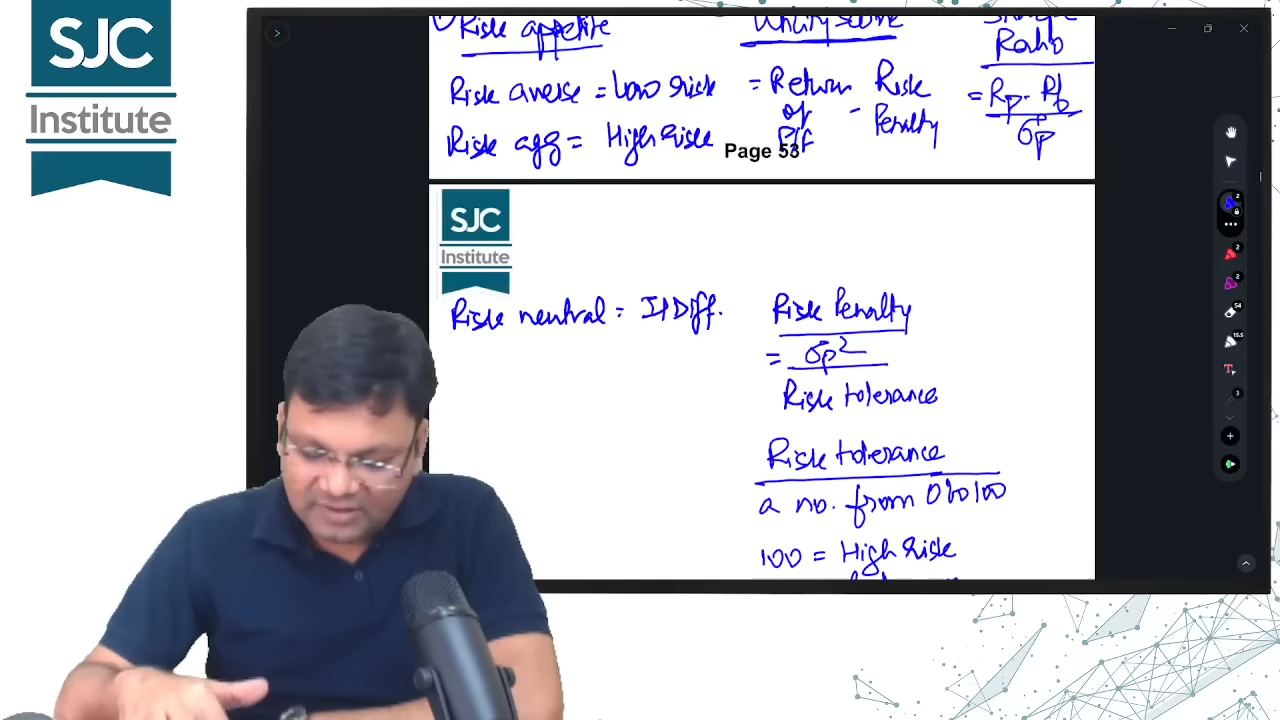 SJC
Institute
Risk appetite
Utility score
Ratio
Risk averse = Low risk
= Return of P/F - Risk Penalty
= Rp - Rf
σp
Risk agg = High Risk
Page 53
SJC
Institute
Risk neutral =
Risk Penalty
= σp²
Risk tolerance
Risk tolerance
a no. from 0 to 100
100 = High Risk